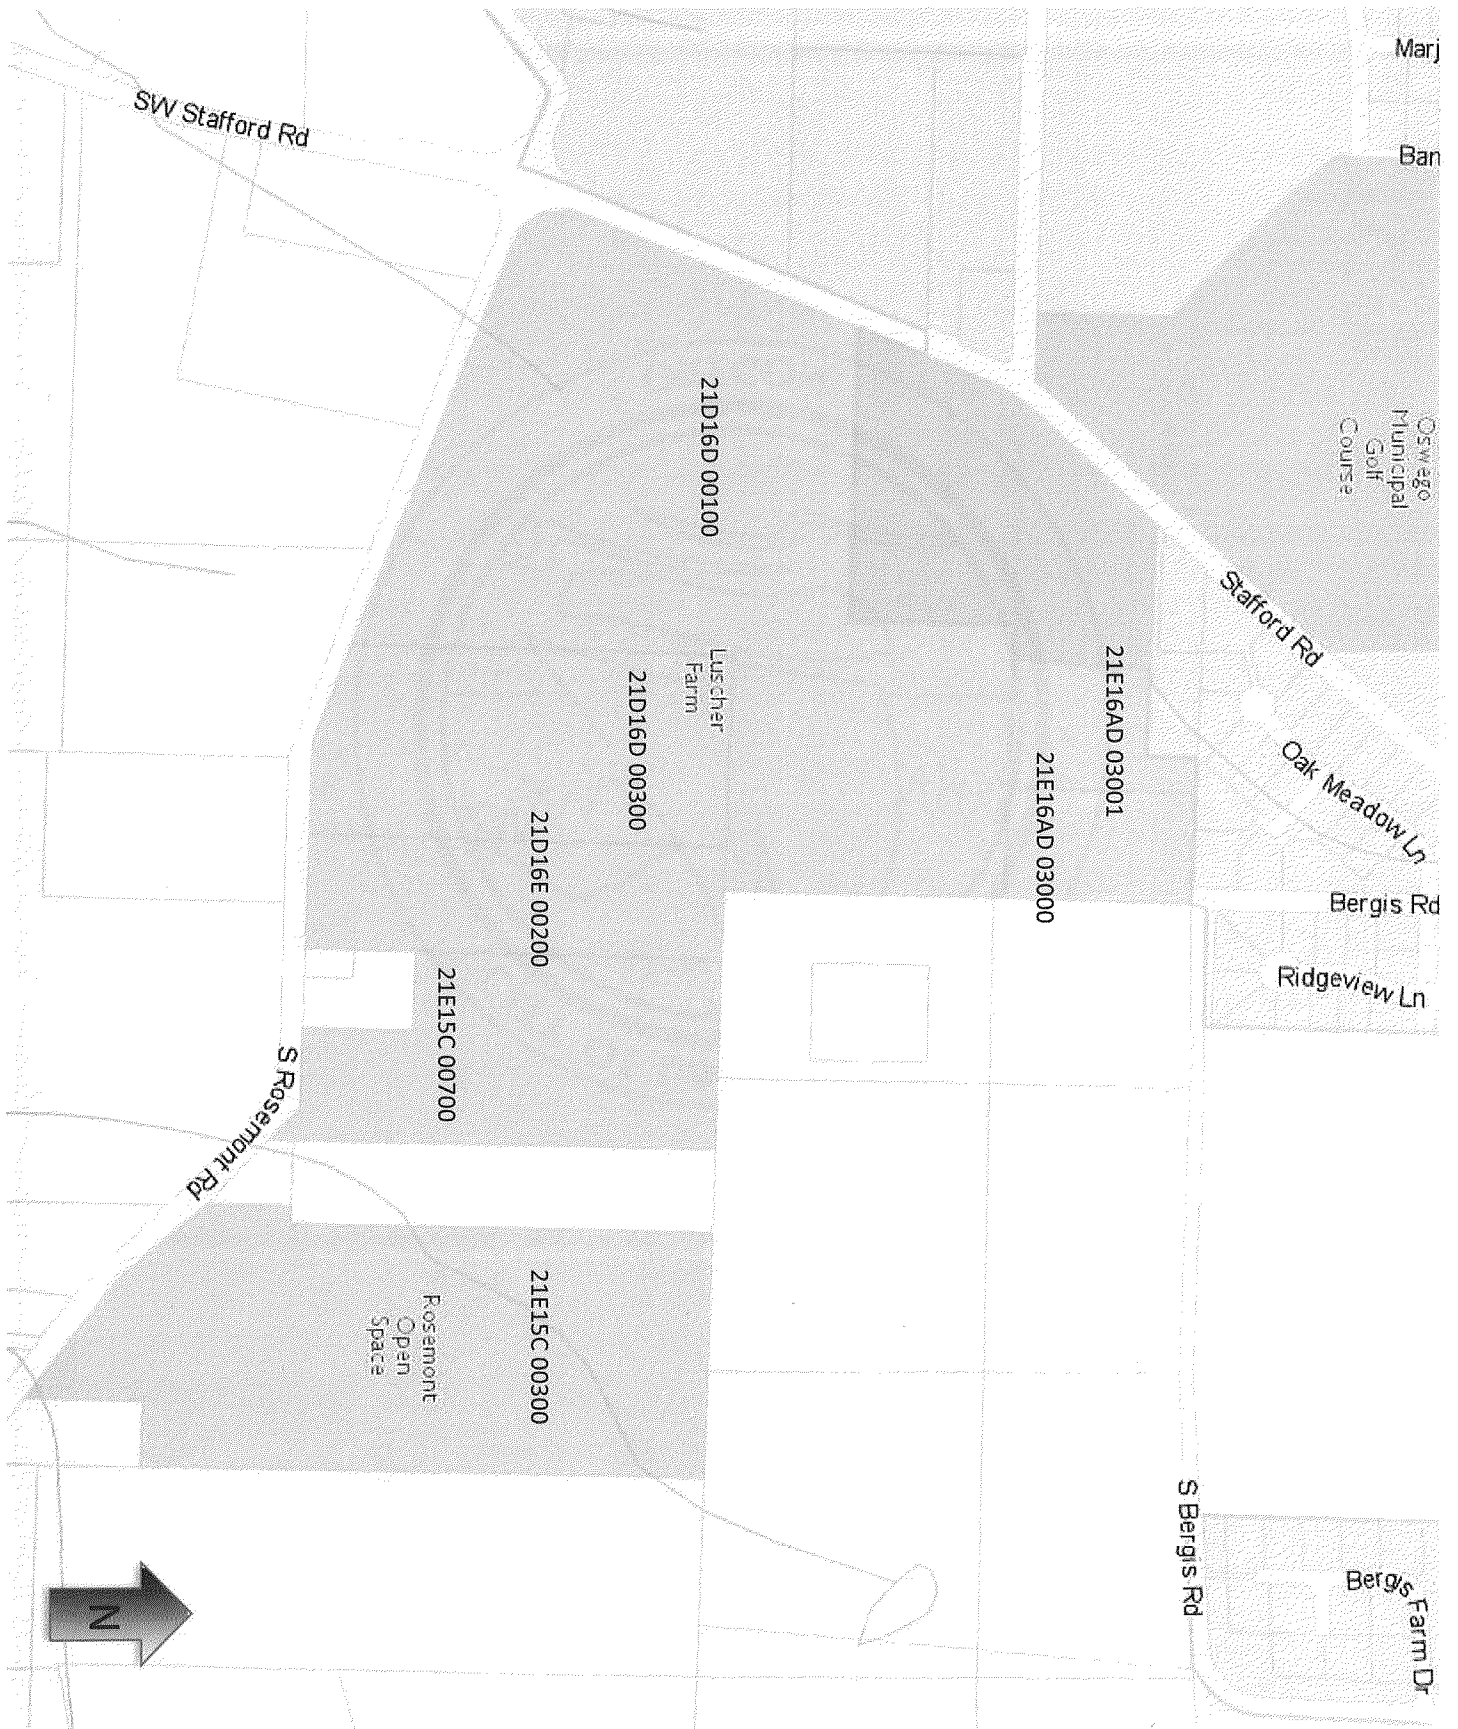 Marj
Ban
SW Stafford Rd
Oswego
Municipal
Golf
Course
21D16D 00100
Stafford Rd
Luscher
Farm
21E16AD 03001
21D16D 00300
Oak Meadow Ln
21E16AD 03000
21D16E 00200
Bergis Rd
Ridgeview Ln
21E15C 00700
S Rosemont Rd
21E15C 00300
Rosemont
Open
Space
S Bergis Rd
Bergis Farm Dr
N